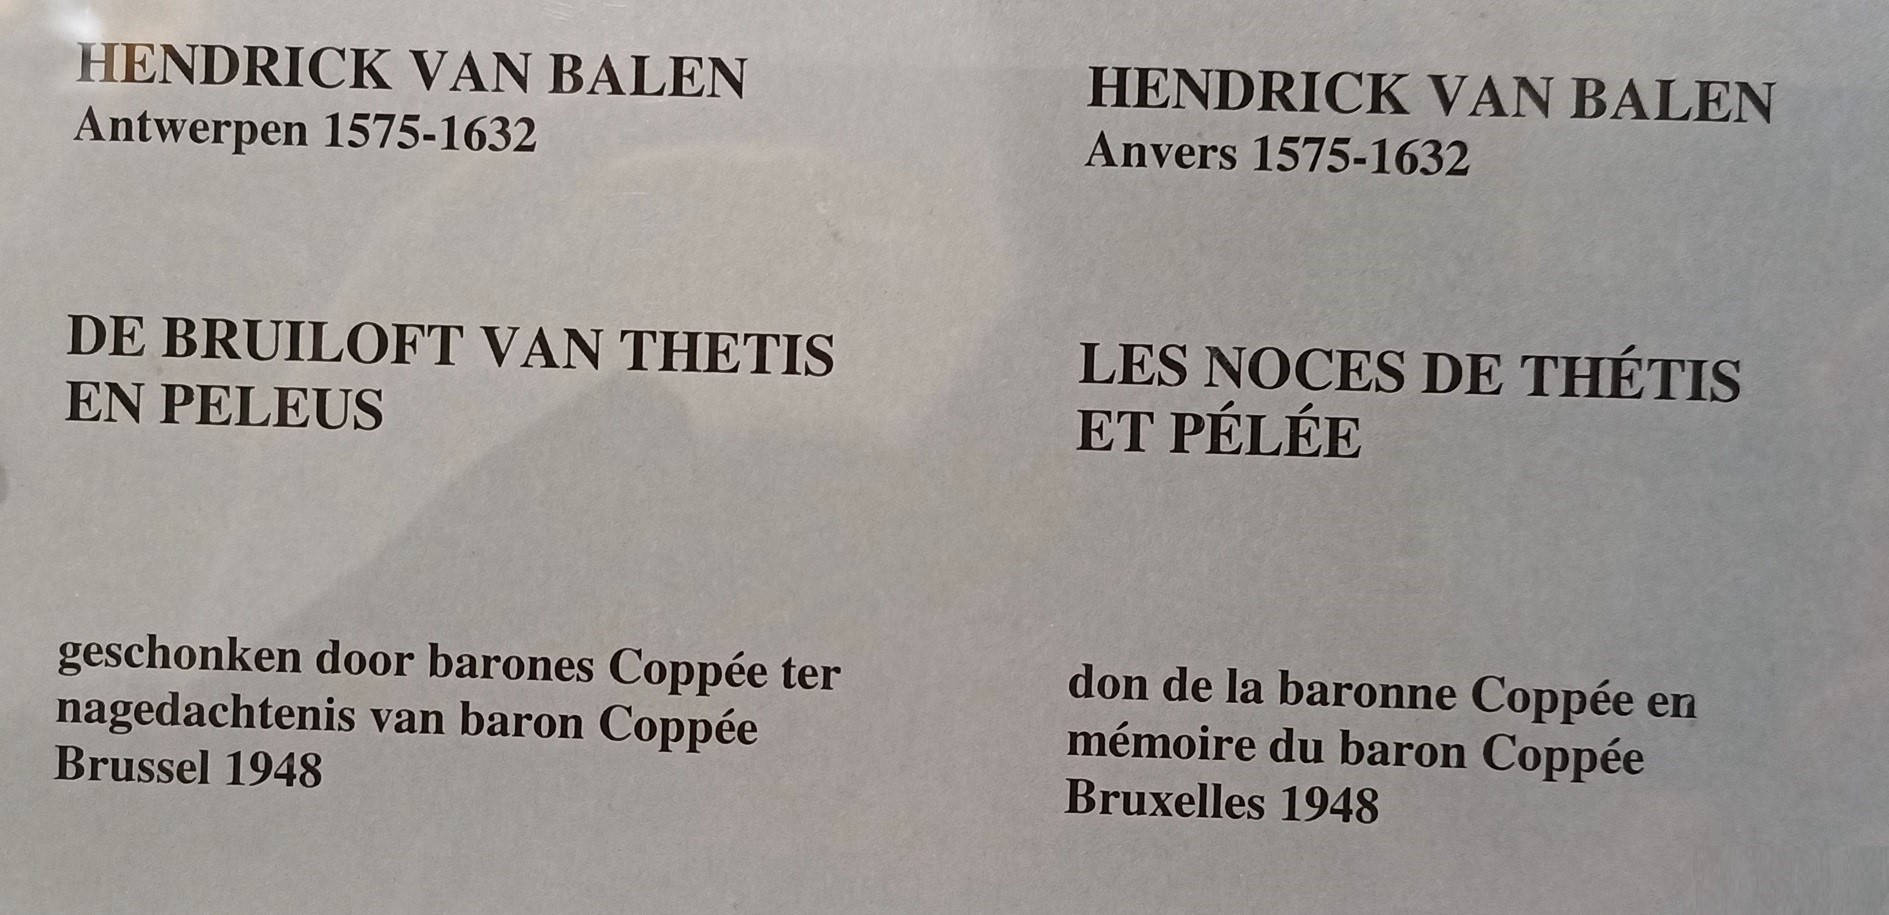 HENDRICK VAN BALEN
Antwerpen 1575-1632
DE BRUILOFT VAN THETIS
EN PELEUS
geschonken door barones Coppée ter
nagedachtenis van baron Coppée
Brussel 1948
HENDRICK VAN BALEN
Anvers 1575-1632
LES NOCES DE THÉTIS
ET PÉLÉE
don de la baronne Coppée en
mémoire du baron Coppée
Bruxelles 1948